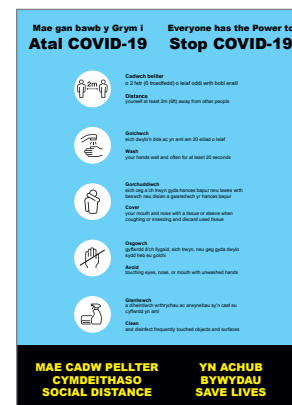 Mae gan bawb y Grym i
Atal COVID-19
Everyone has the Power to
Stop COVID-19
2m
Cadwch bellter
o 2 fetr (6 troedfedd) o leiaf oddi wrth bobl eraill
Distance
yourself at least 2m (6ft) away from other people
Golchwch
eich dwylo'n dda ac yn aml am 20 eiliad o leiaf
Wash
your hands well and often for at least 20 seconds
Gorchuddiwch
eich ceg a'ch trwyn gyda hances bapur neu lawes wrth
beswch neu disian a gwaredwch yr hances bapur
Cover
your mouth and nose with a tissue or sleeve when
coughing or sneezing and discard used tissue
Osgowch
gyffwrdd â'ch llygaid, eich trwyn, neu geg gyda dwylo
sydd heb eu golchi
Avoid
touching eyes, nose, or mouth with unwashed hands
Glanhewch
a diheintiwch wrthrychau ac arwynebau sy'n cael eu
cyffwrdd yn aml
Clean
and disinfect frequently touched objects and surfaces
MAE CADW PELLTER
CYMDEITHASO
SOCIAL DISTANCE
YN ACHUB
BYWYDAU
SAVE LIVES